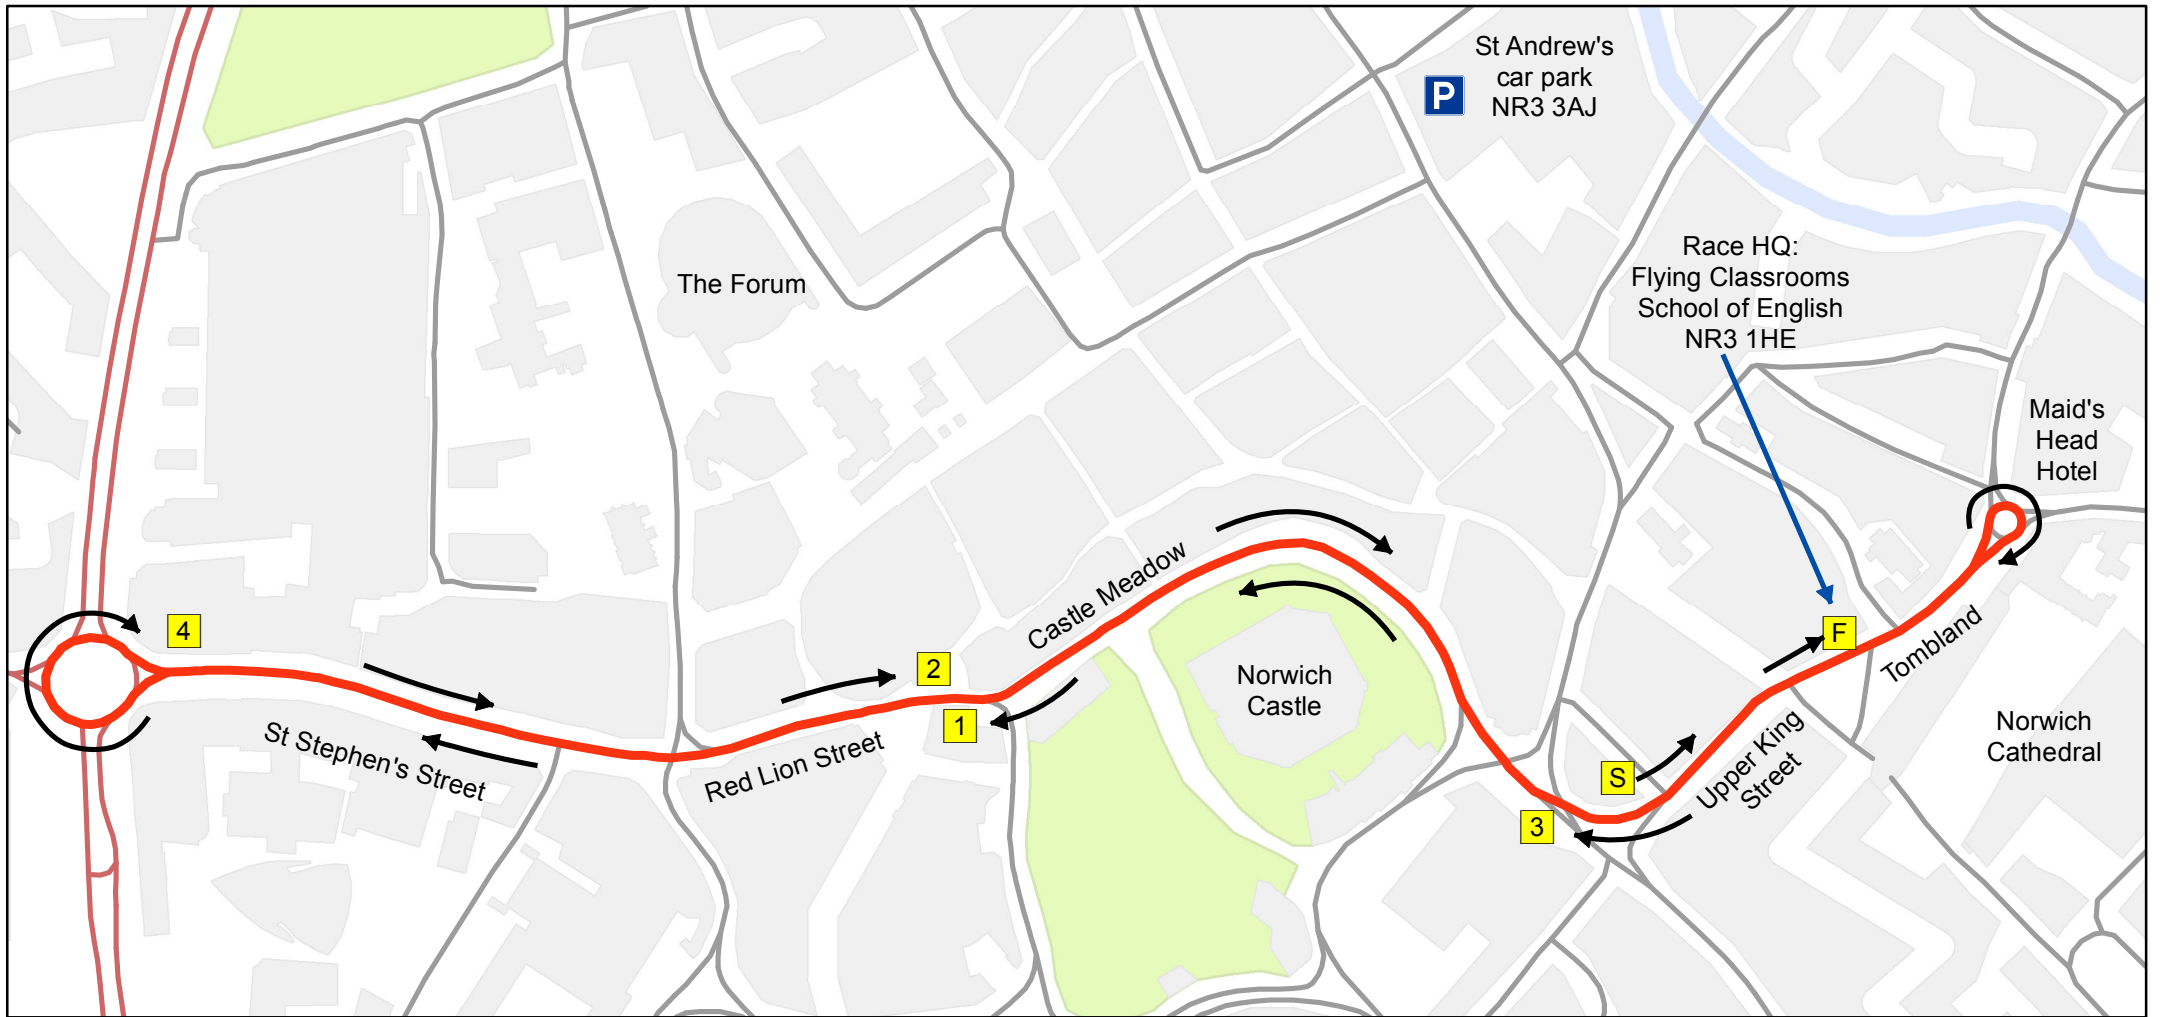 St Andrew's
car park
NR3 3AJ
P
Race HQ:
Flying Classrooms
School of English
NR3 1HE
The Forum
Maid's
Head
Hotel
Castle Meadow
4
2
F
Tombland
Norwich
Castle
1
Norwich
Cathedral
St Stephen's Street
Red Lion Street
S
Upper King
Street
3